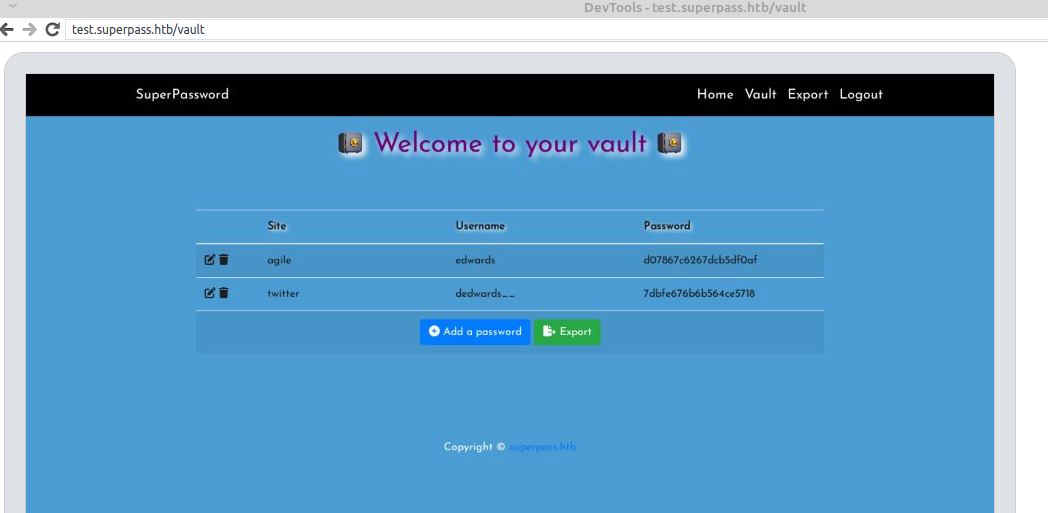 DevTools - test.superpass.htb/vault
test.superpass.htb/vault
SuperPassword Home Vault Export Logout
Welcome to your vault
Site Username Password
agile edwards d07867c6267dcb5df0af
twitter dedwards__ 7dbfe676b6b564ce5718
Add a password Export
Copyright © superpass.htb